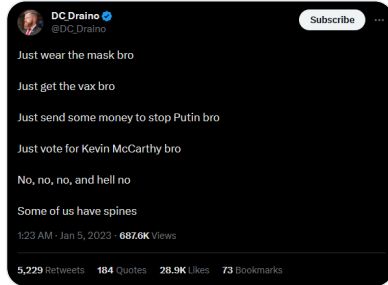 DC_Draino
Subscribe
@DC_Draino
Just wear the mask bro
Just get the vax bro
Just send some money to stop Putin bro
Just vote for Kevin McCarthy bro
No, no, no, and hell no
Some of us have spines
1:23 AM · Jan 5, 2023 · 687.6K Views
5,229 Retweets 184 Quotes 28.9K Likes 73 Bookmarks